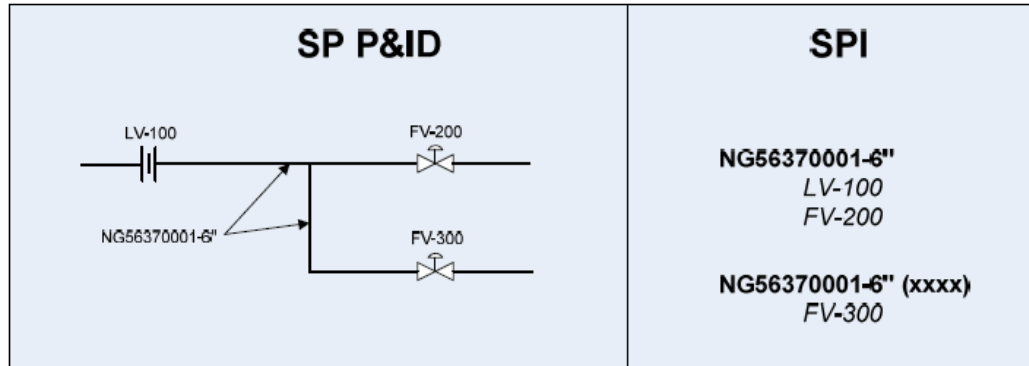 SP P&ID
LV-100
FV-200
NG56370001-6"
FV-300
SPI
NG56370001-6"
LV-100
FV-200
NG56370001-6" (xxxx)
FV-300